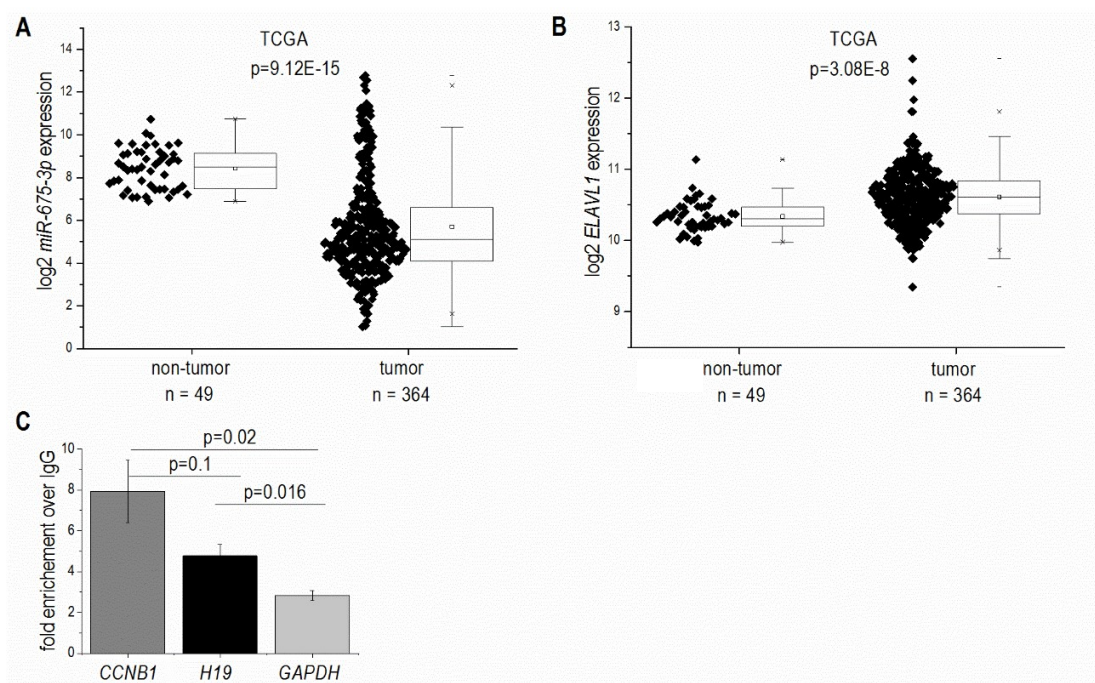 A
TCGA
p=9.12E-15
log2 miR-675-3p expression
14
12
10
8
6
4
2
0
non-tumor
tumor
n = 49
n = 364
B
TCGA
p=3.08E-8
log2 ELAVL1 expression
13
12
11
10
9
non-tumor
tumor
n = 49
n = 364
C
p=0.02
p=0.1
p=0.016
fold enrichement over IgG
10
8
6
4
2
0
CCNB1
H19
GAPDH